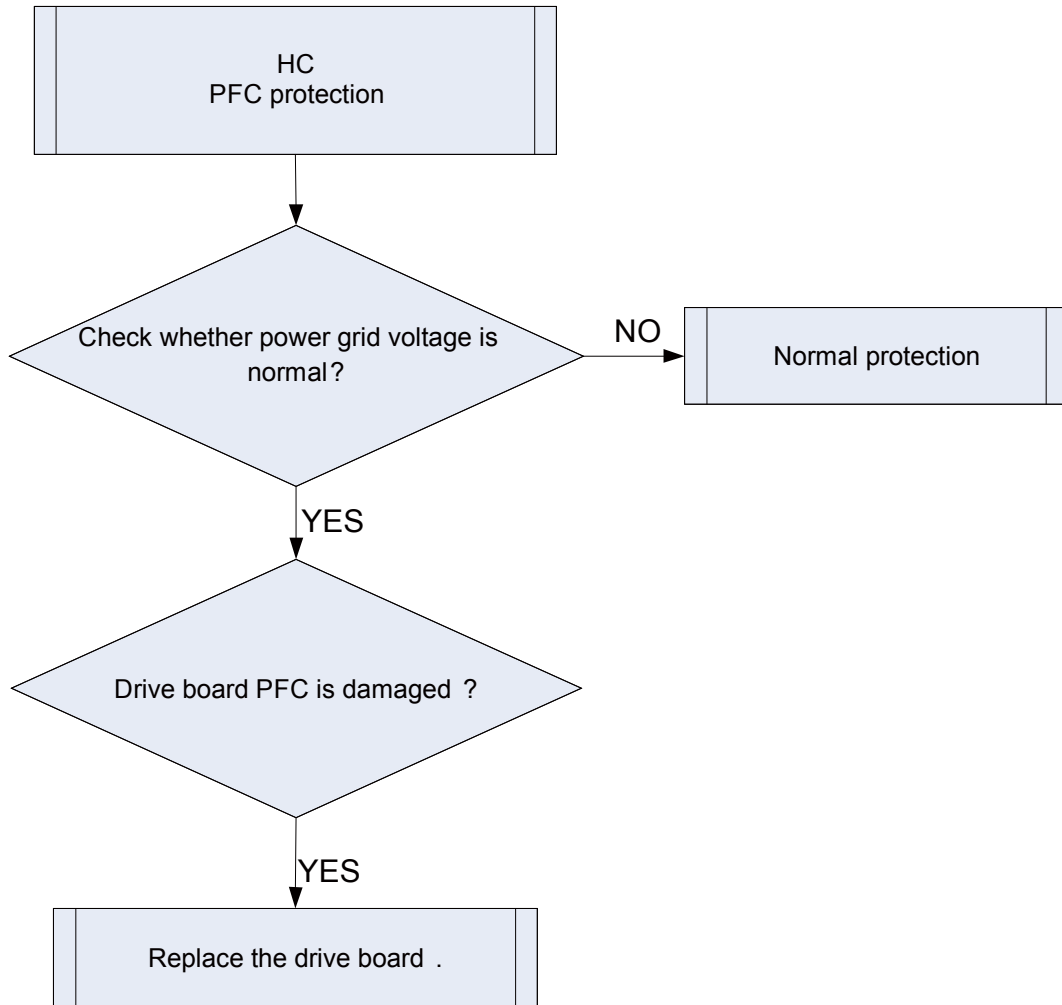 HC
PFC protection
Check whether power grid voltage is
normal?
NO
Normal protection
YES
Drive board PFC is damaged ?
YES
Replace the drive board .